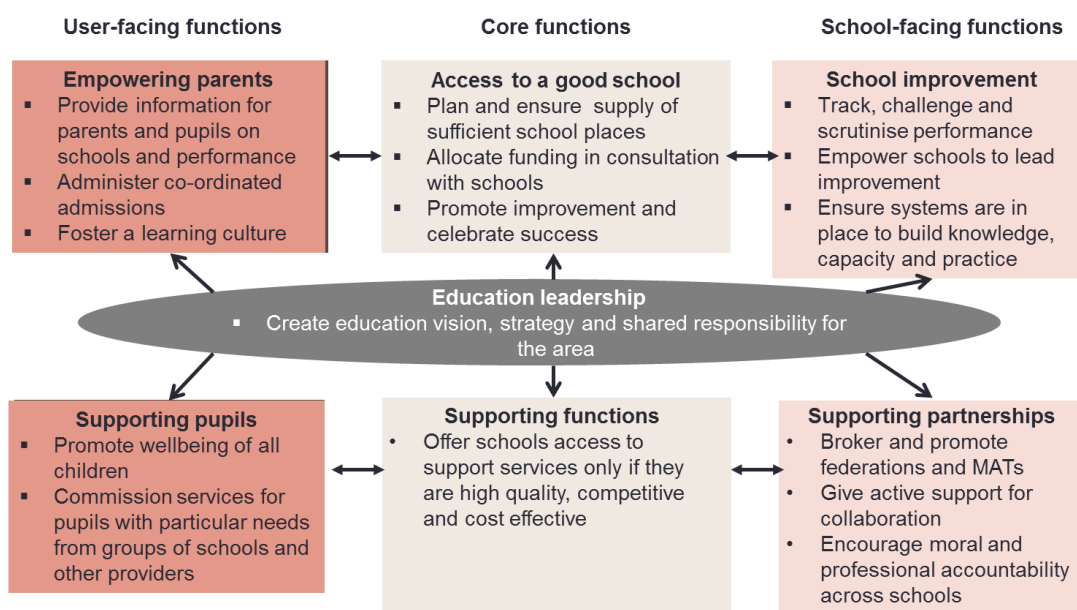 User-facing functions
Core functions
School-facing functions
Empowering parents
▪ Provide information for
parents and pupils on
schools and performance
▪ Administer co-ordinated
admissions
▪ Foster a learning culture
Access to a good school
▪ Plan and ensure supply of
sufficient school places
▪ Allocate funding in consultation
with schools
▪ Promote improvement and
celebrate success
School improvement
▪ Track, challenge and
scrutinise performance
▪ Empower schools to lead
improvement
▪ Ensure systems are in
place to build knowledge,
capacity and practice
Education leadership
▪ Create education vision, strategy and shared responsibility for
the area
Supporting pupils
▪ Promote wellbeing of all
children
▪ Commission services for
pupils with particular needs
from groups of schools and
other providers
Supporting functions
• Offer schools access to
support services only if they
are high quality, competitive
and cost effective
Supporting partnerships
• Broker and promote
federations and MATs
• Give active support for
collaboration
• Encourage moral and
professional accountability
across schools